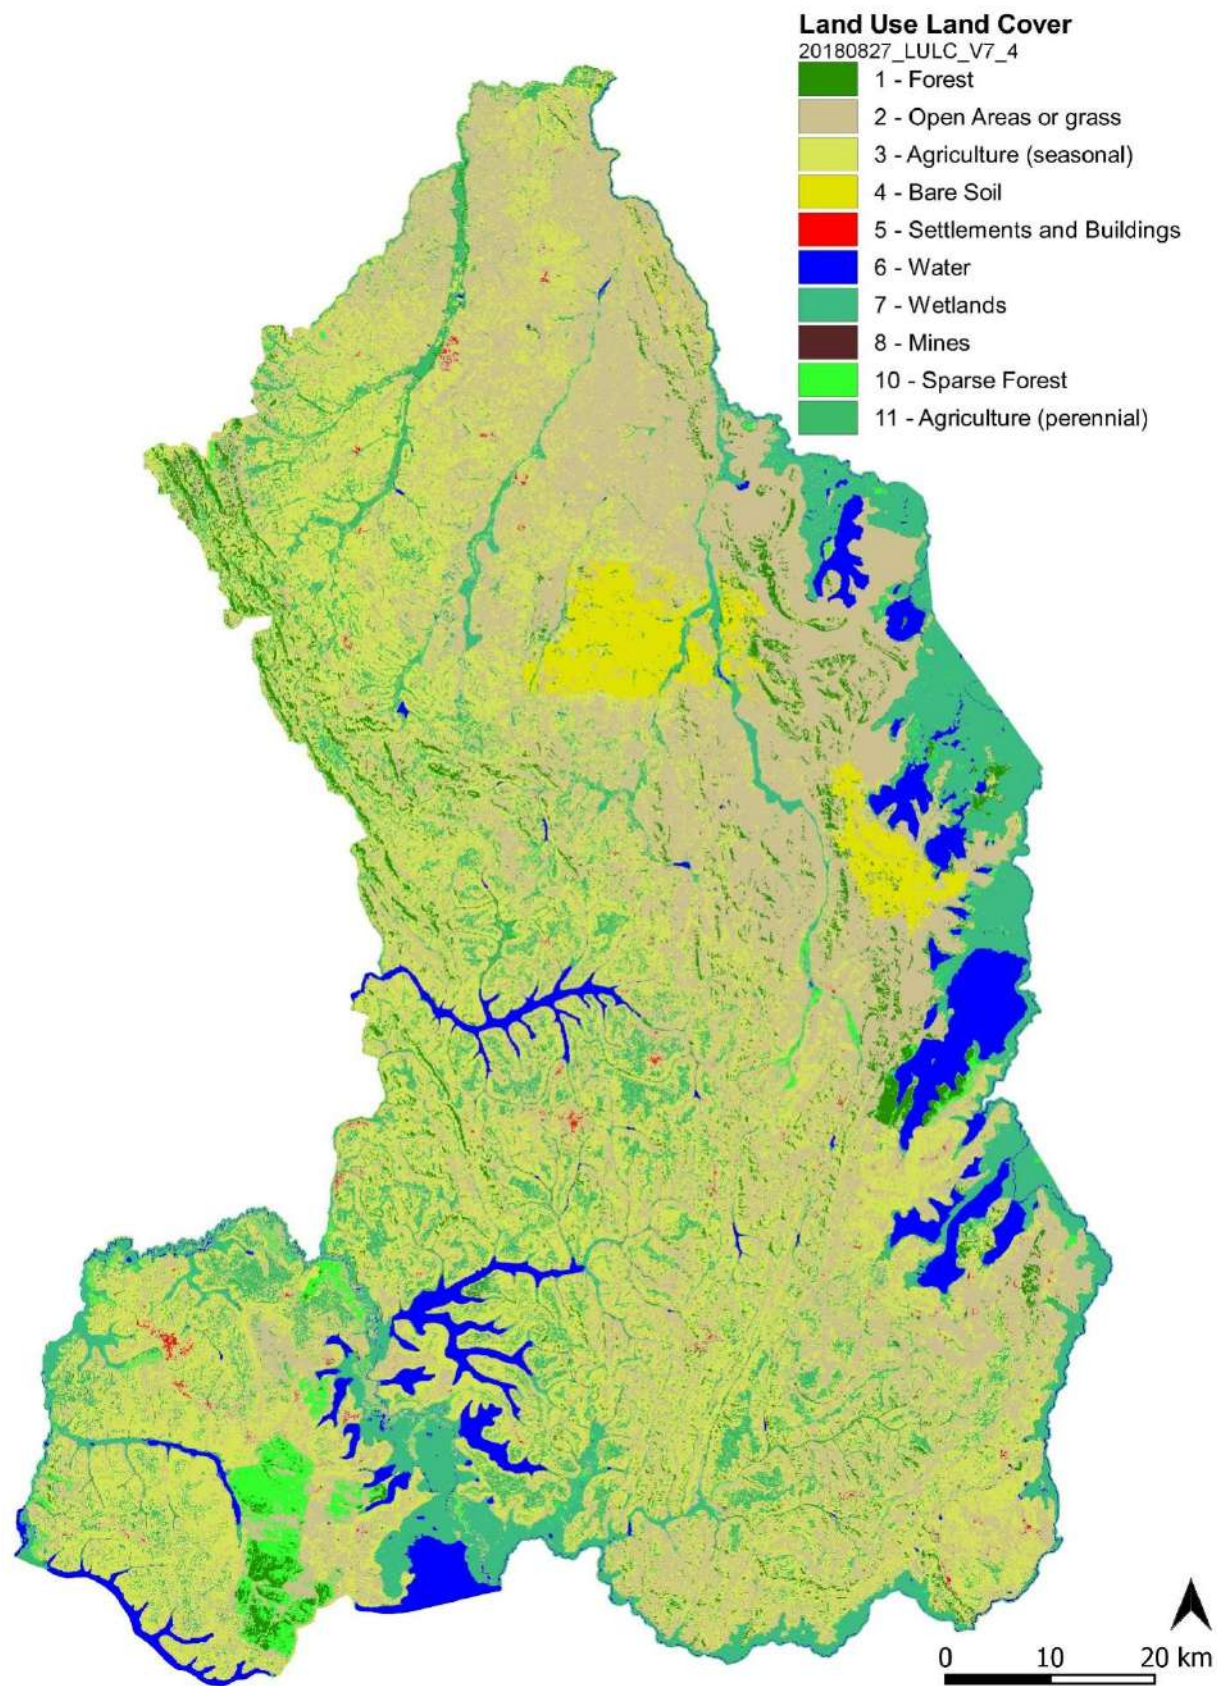 Land Use Land Cover
20180827_LULC_V7_4
1 - Forest
2 - Open Areas or grass
3 - Agriculture (seasonal)
4 - Bare Soil
5 - Settlements and Buildings
6 - Water
7 - Wetlands
8 - Mines
10 - Sparse Forest
11 - Agriculture (perennial)
0 10 20 km